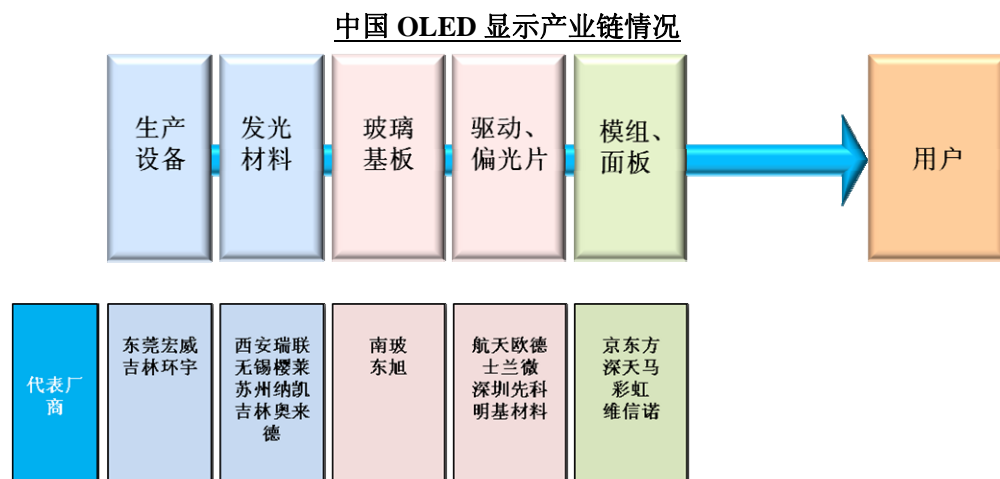 中国 OLED 显示产业链情况
生产
设备
发光
材料
玻璃
基板
驱动、
偏光片
模组、
面板
用户
代表厂
商
东莞宏威
吉林环宇
西安瑞联
无锡樱莱
苏州纳凯
吉林奥来
德
南玻
东旭
航天欧德
士兰微
深圳先科
明基材料
京东方
深天马
彩虹
维信诺